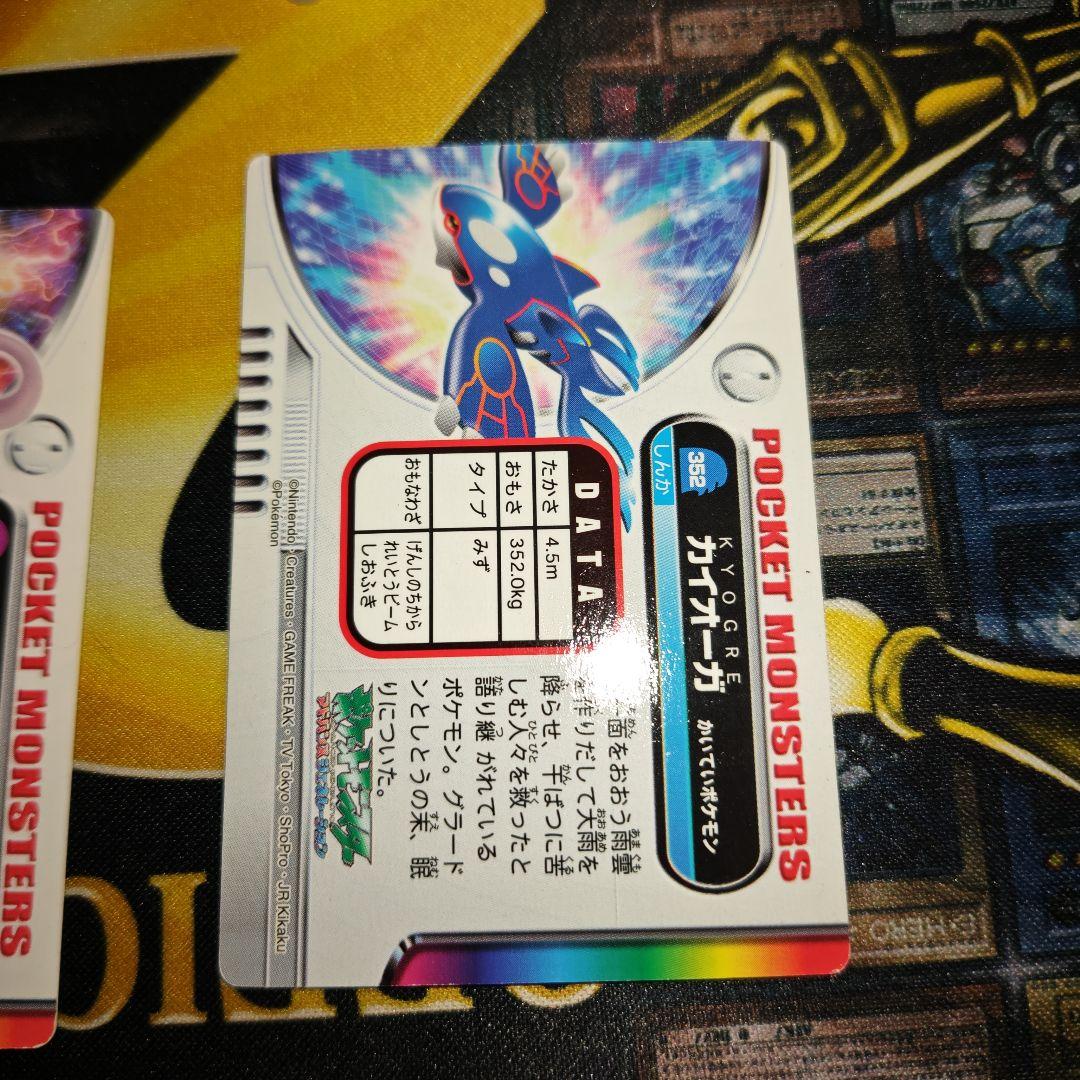 POCKET MONSTERS
352
KYOGRE
カイオーガ
かいていポケモン
しんか
DATA
たかさ 4.5m
おもさ 352.0kg
タイプ みず
おもなわざ げんしのちから
れいとうビーム
しおふき
面をおおう雨雲
を作りだして大雨を
降らせ、干ばつに苦
しむ人々を救ったと
語り継がれている
ポケモン。グラード
ンとしとうの末、眠
りについた。
©Nintendo・Creatures・GAME FREAK・TV Tokyo・ShoPro・JR Kikaku
©Pokémon
POCKET MONSTERS